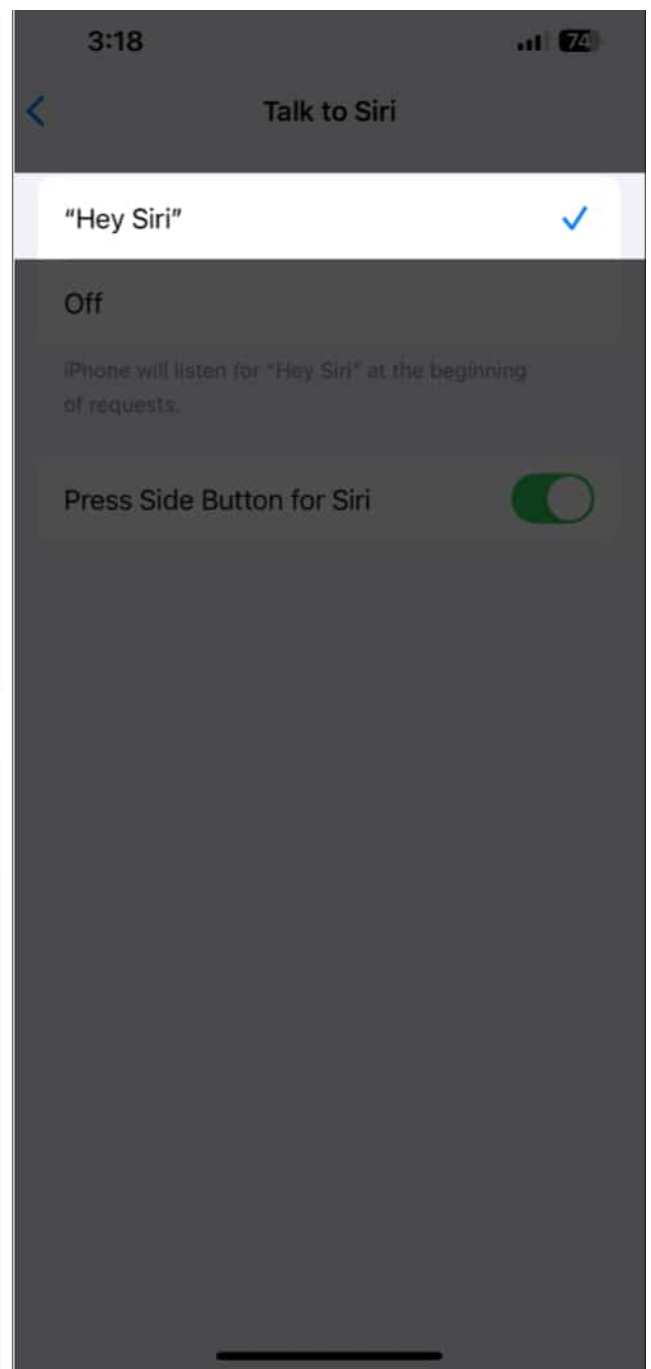 3:18
74
Talk to Siri
“Hey Siri”
Off
iPhone will listen for “Hey Siri” at the beginning
of requests.
Press Side Button for Siri